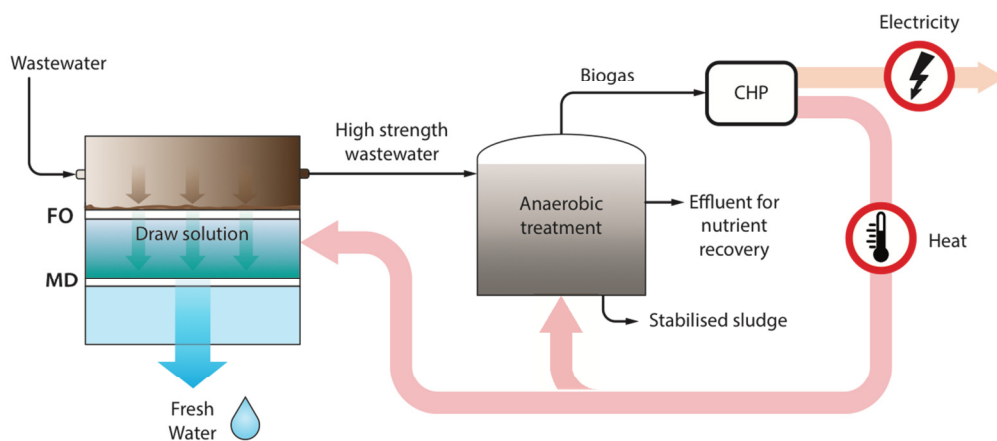 Electricity
Wastewater
Biogas
CHP
High strength
wastewater
FO
Draw solution
MD
Anaerobic
treatment
Effluent for
nutrient
recovery
Heat
Stabilised sludge
Fresh
Water